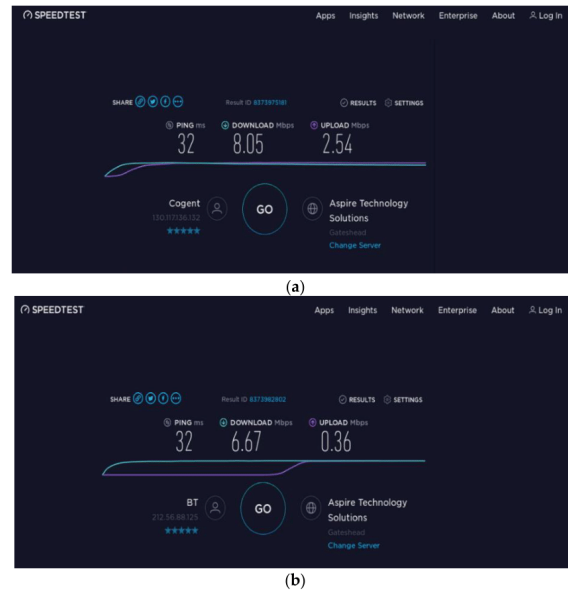 SPEEDTEST Apps Insights Network Enterprise About Log In
SHARE Result ID 8373975181 RESULTS SETTINGS
PING ms DOWNLOAD Mbps UPLOAD Mbps
32 8.05 2.54
Cogent GO Aspire Technology
130.117.136.132 Solutions
Gateshead
Change Server
(a)
SPEEDTEST Apps Insights Network Enterprise About Log In
SHARE Result ID 8373982802 RESULTS SETTINGS
PING ms DOWNLOAD Mbps UPLOAD Mbps
32 6.67 0.36
BT GO Aspire Technology
212.56.88.125 Solutions
Gateshead
Change Server
(b)